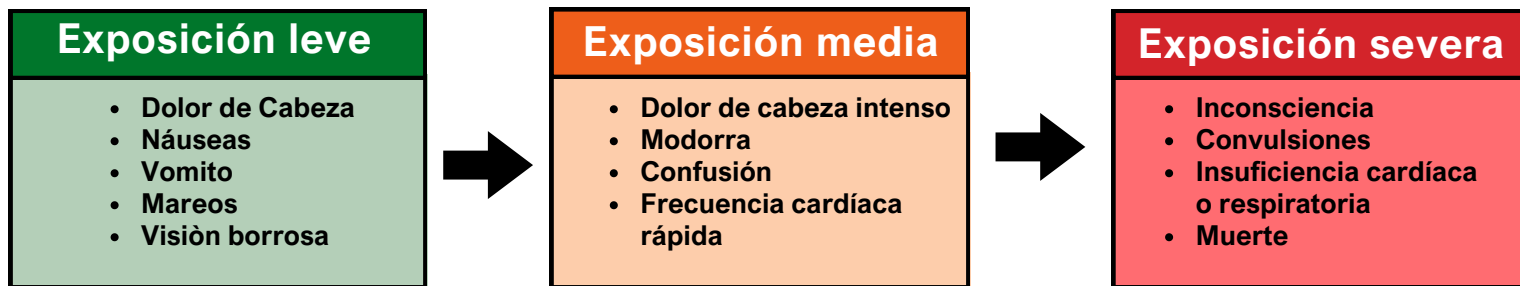 Exposición leve
• Dolor de Cabeza
• Náuseas
• Vomito
• Mareos
• Visiòn borrosa
Exposición media
• Dolor de cabeza intenso
• Modorra
• Confusión
• Frecuencia cardíaca
rápida
Exposición severa
• Inconsciencia
• Convulsiones
• Insuficiencia cardíaca
o respiratoria
• Muerte